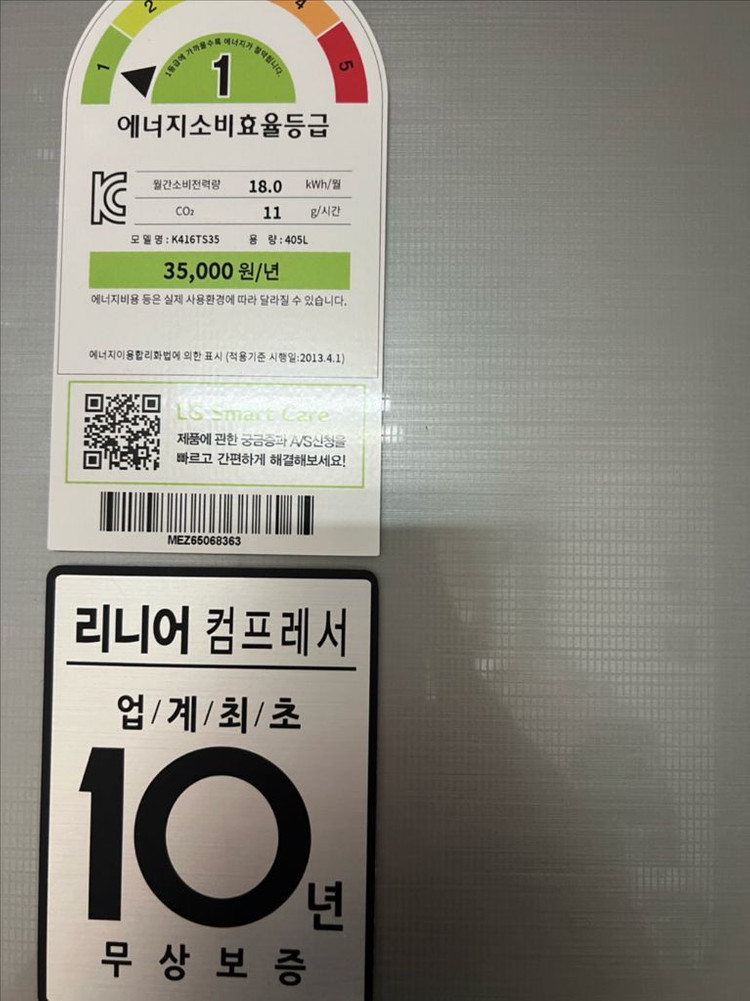 1 2 4 5
1등급에 가까울수록 에너지가 절약됩니다.
1
에너지소비효율등급
월간소비전력량 18.0 kWh/월
CO₂ 11 g/시간
모 델 명 : K416TS35 용 량 : 405L
35,000 원/년
에너지비용 등은 실제 사용환경에 따라 달라질 수 있습니다.
에너지이용합리화법에 의한 표시 (적용기준 시행일:2013.4.1)
LG Smart Care
제품에 관한 궁금증과 A/S신청을
빠르고 간편하게 해결해보세요!
MEZ65068363
리니어 컴프레서
업/계/최/초
10년
무상보증